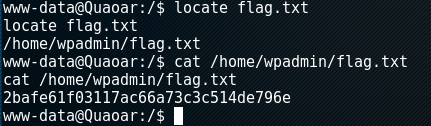 www-data@Quaoar:/$ locate flag.txt
locate flag.txt
/home/wpadmin/flag.txt
www-data@Quaoar:/$ cat /home/wpadmin/flag.txt
cat /home/wpadmin/flag.txt
2bafe61f03117ac66a73c3c514de796e
www-data@Quaoar:/$